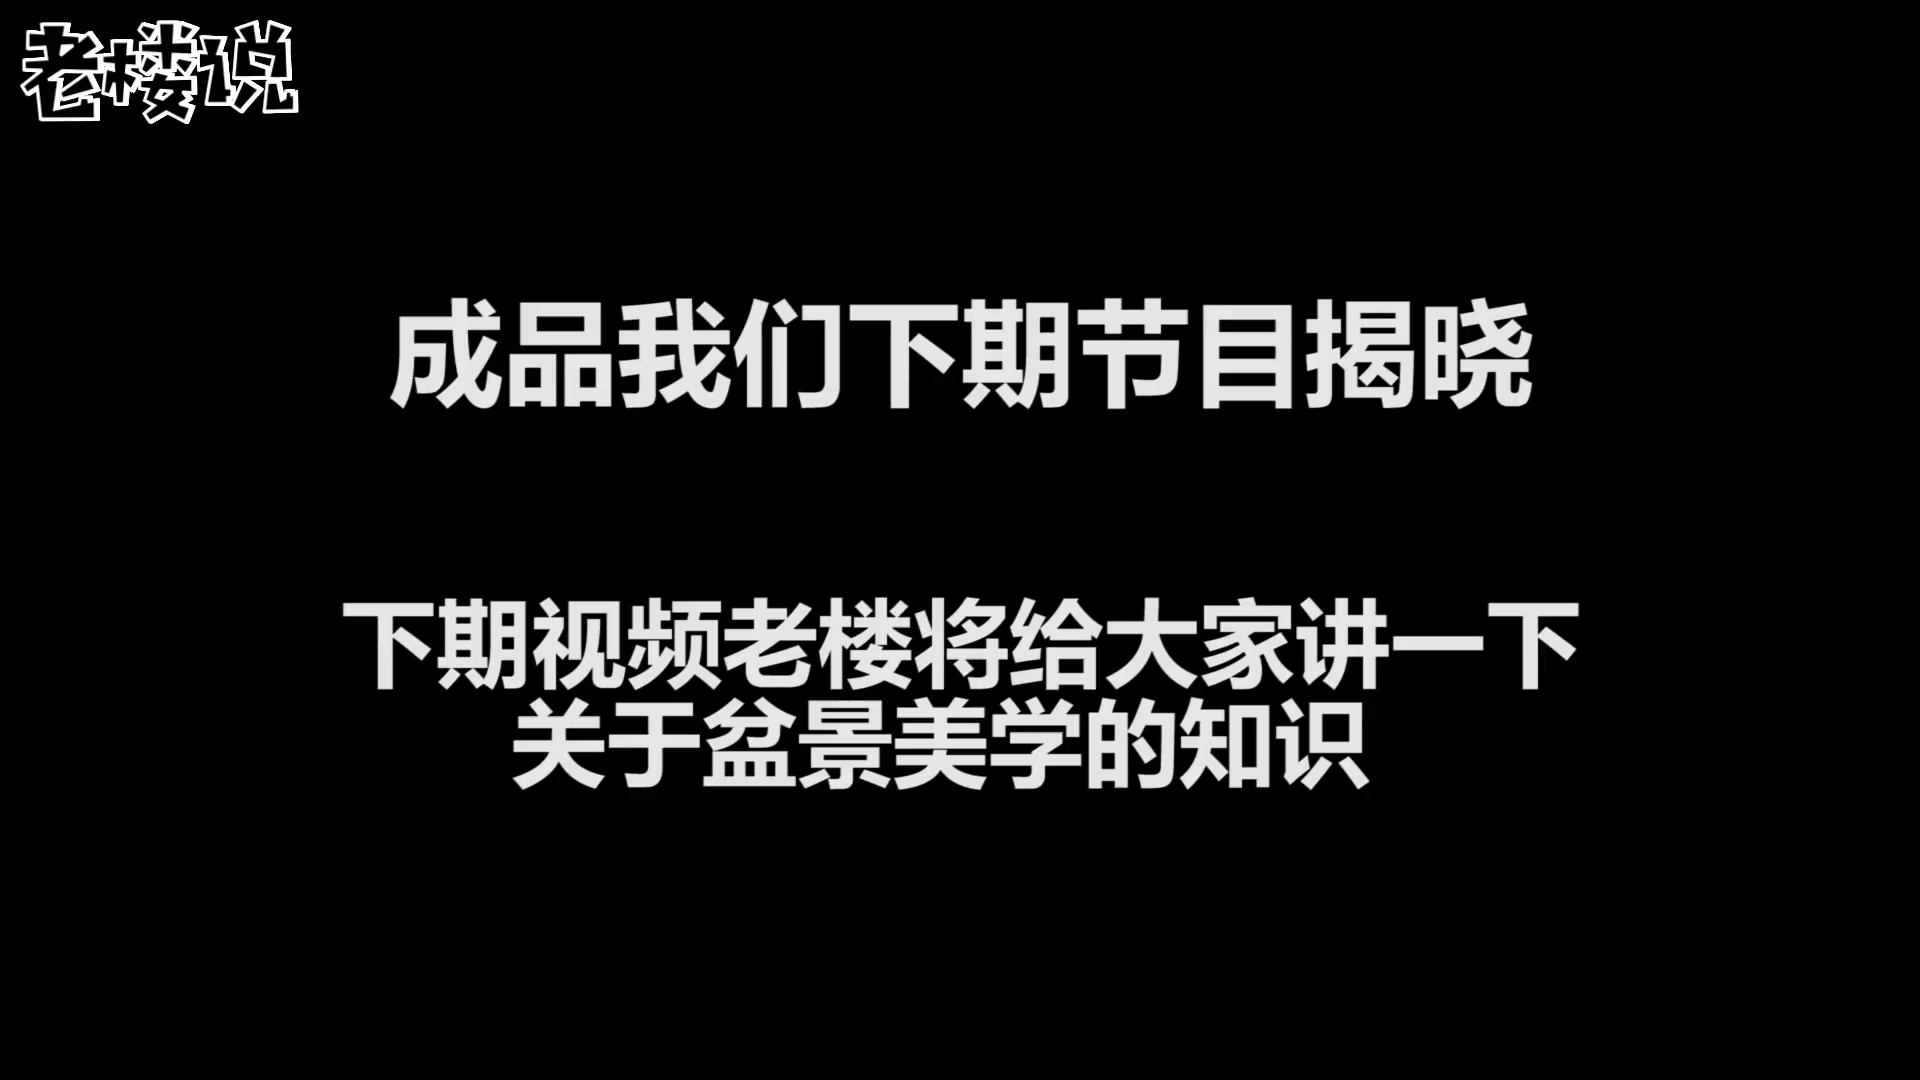 老楼说
成品我们下期节目揭晓
下期视频老楼将给大家讲一下
关于盆景美学的知识